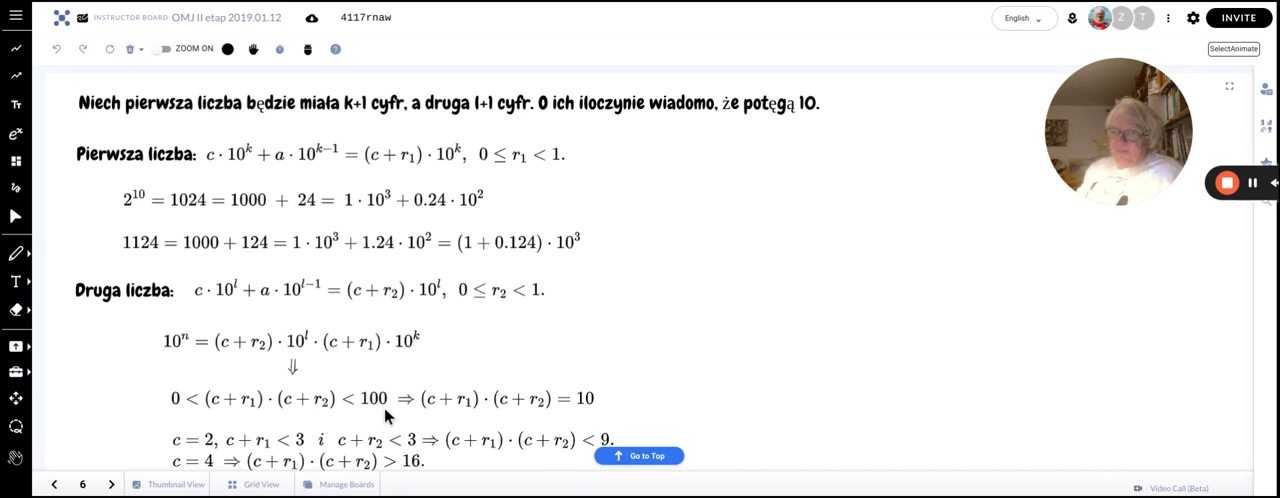 INSTRUCTOR BOARD: OMJ II etap 2019.01.12
4117rnaw
English
Z
T
INVITE
ZOOM ON
SelectAnimate
Niech pierwsza liczba będzie miała k+1 cyfr, a druga l+1 cyfr. O ich iloczynie wiadomo, że potęgą 10.
Pierwsza liczba: c · 10^k + a · 10^{k−1} = (c + r_1) · 10^k, 0 ≤ r_1 < 1.
2^{10} = 1024 = 1000 + 24 = 1 · 10^3 + 0.24 · 10^2
1124 = 1000 + 124 = 1 · 10^3 + 1.24 · 10^2 = (1 + 0.124) · 10^3
Druga liczba: c · 10^l + a · 10^{l−1} = (c + r_2) · 10^l, 0 ≤ r_2 < 1.
10^n = (c + r_2) · 10^l · (c + r_1) · 10^k
⇓
0 < (c + r_1) · (c + r_2) < 100 ⇒ (c + r_1) · (c + r_2) = 10
c = 2, c + r_1 < 3 i c + r_2 < 3 ⇒ (c + r_1) · (c + r_2) < 9.
c = 4 ⇒ (c + r_1) · (c + r_2) > 16.
Go to Top
6
Thumbnail View
Grid View
Manage Boards
Video Call (Beta)
Tт
e^x
T